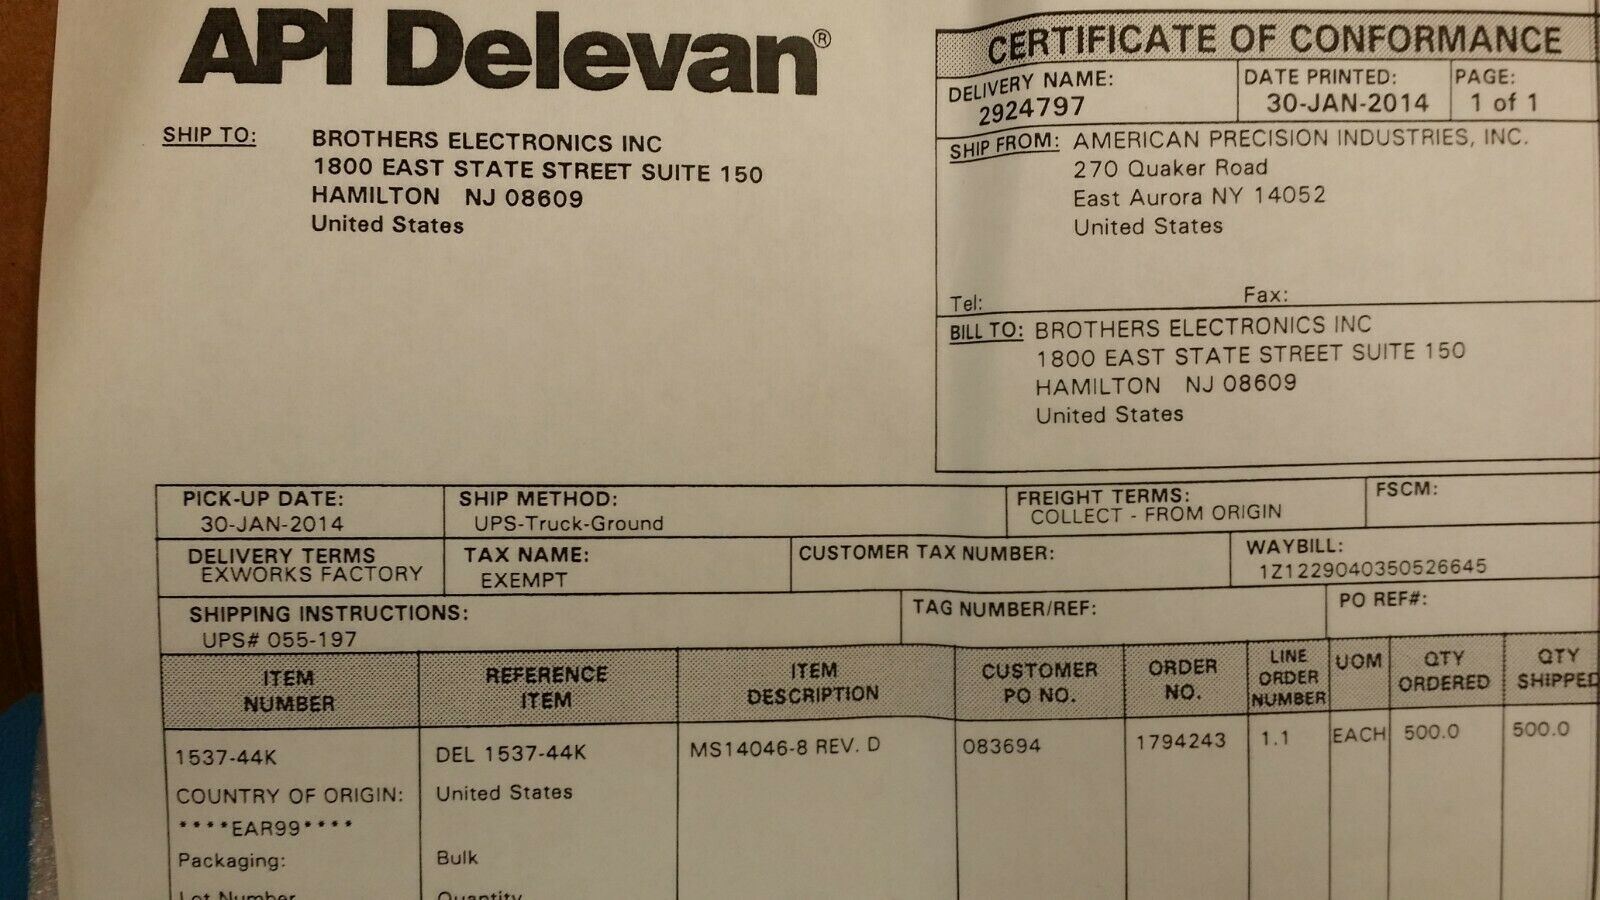 API Delevan®
SHIP TO: BROTHERS ELECTRONICS INC
1800 EAST STATE STREET SUITE 150
HAMILTON NJ 08609
United States
CERTIFICATE OF CONFORMANCE
DELIVERY NAME: DATE PRINTED: PAGE:
2924797 30-JAN-2014 1 of 1
SHIP FROM: AMERICAN PRECISION INDUSTRIES, INC.
270 Quaker Road
East Aurora NY 14052
United States
Tel: Fax:
BILL TO: BROTHERS ELECTRONICS INC
1800 EAST STATE STREET SUITE 150
HAMILTON NJ 08609
United States
PICK-UP DATE: SHIP METHOD: FREIGHT TERMS: FSCM:
30-JAN-2014 UPS-Truck-Ground COLLECT - FROM ORIGIN
DELIVERY TERMS TAX NAME: CUSTOMER TAX NUMBER: WAYBILL:
EXWORKS FACTORY EXEMPT 1Z1229040350526645
SHIPPING INSTRUCTIONS: TAG NUMBER/REF: PO REF#:
UPS# 055-197
ITEM NUMBER REFERENCE ITEM ITEM DESCRIPTION CUSTOMER PO NO. ORDER NO. LINE ORDER NUMBER UOM QTY ORDERED QTY SHIPPED
1537-44K DEL 1537-44K MS14046-8 REV. D 083694 1794243 1.1 EACH 500.0 500.0
COUNTRY OF ORIGIN: United States
****EAR99****
Packaging: Bulk
Lot Number Quantity